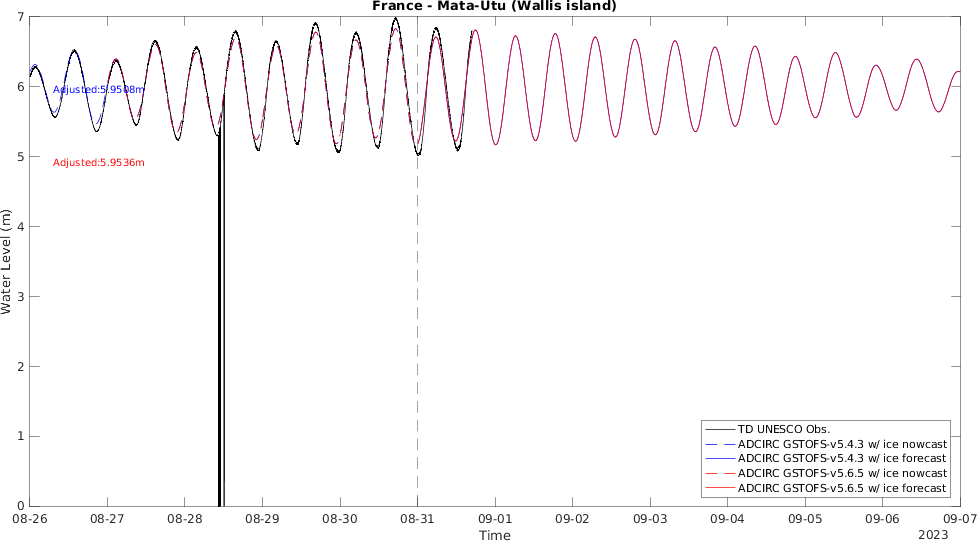 France - Mata-Utu (Wallis island)
7
6
5
4
3
2
1
0
Water Level (m)
Adjusted:5.9508m
Adjusted:5.9536m
TD UNESCO Obs.
ADCIRC GSTOFS-v5.4.3 w/ ice nowcast
ADCIRC GSTOFS-v5.4.3 w/ ice forecast
ADCIRC GSTOFS-v5.6.5 w/ ice nowcast
ADCIRC GSTOFS-v5.6.5 w/ ice forecast
08-26 08-27 08-28 08-29 08-30 08-31 09-01 09-02 09-03 09-04 09-05 09-06 09-07
Time
2023